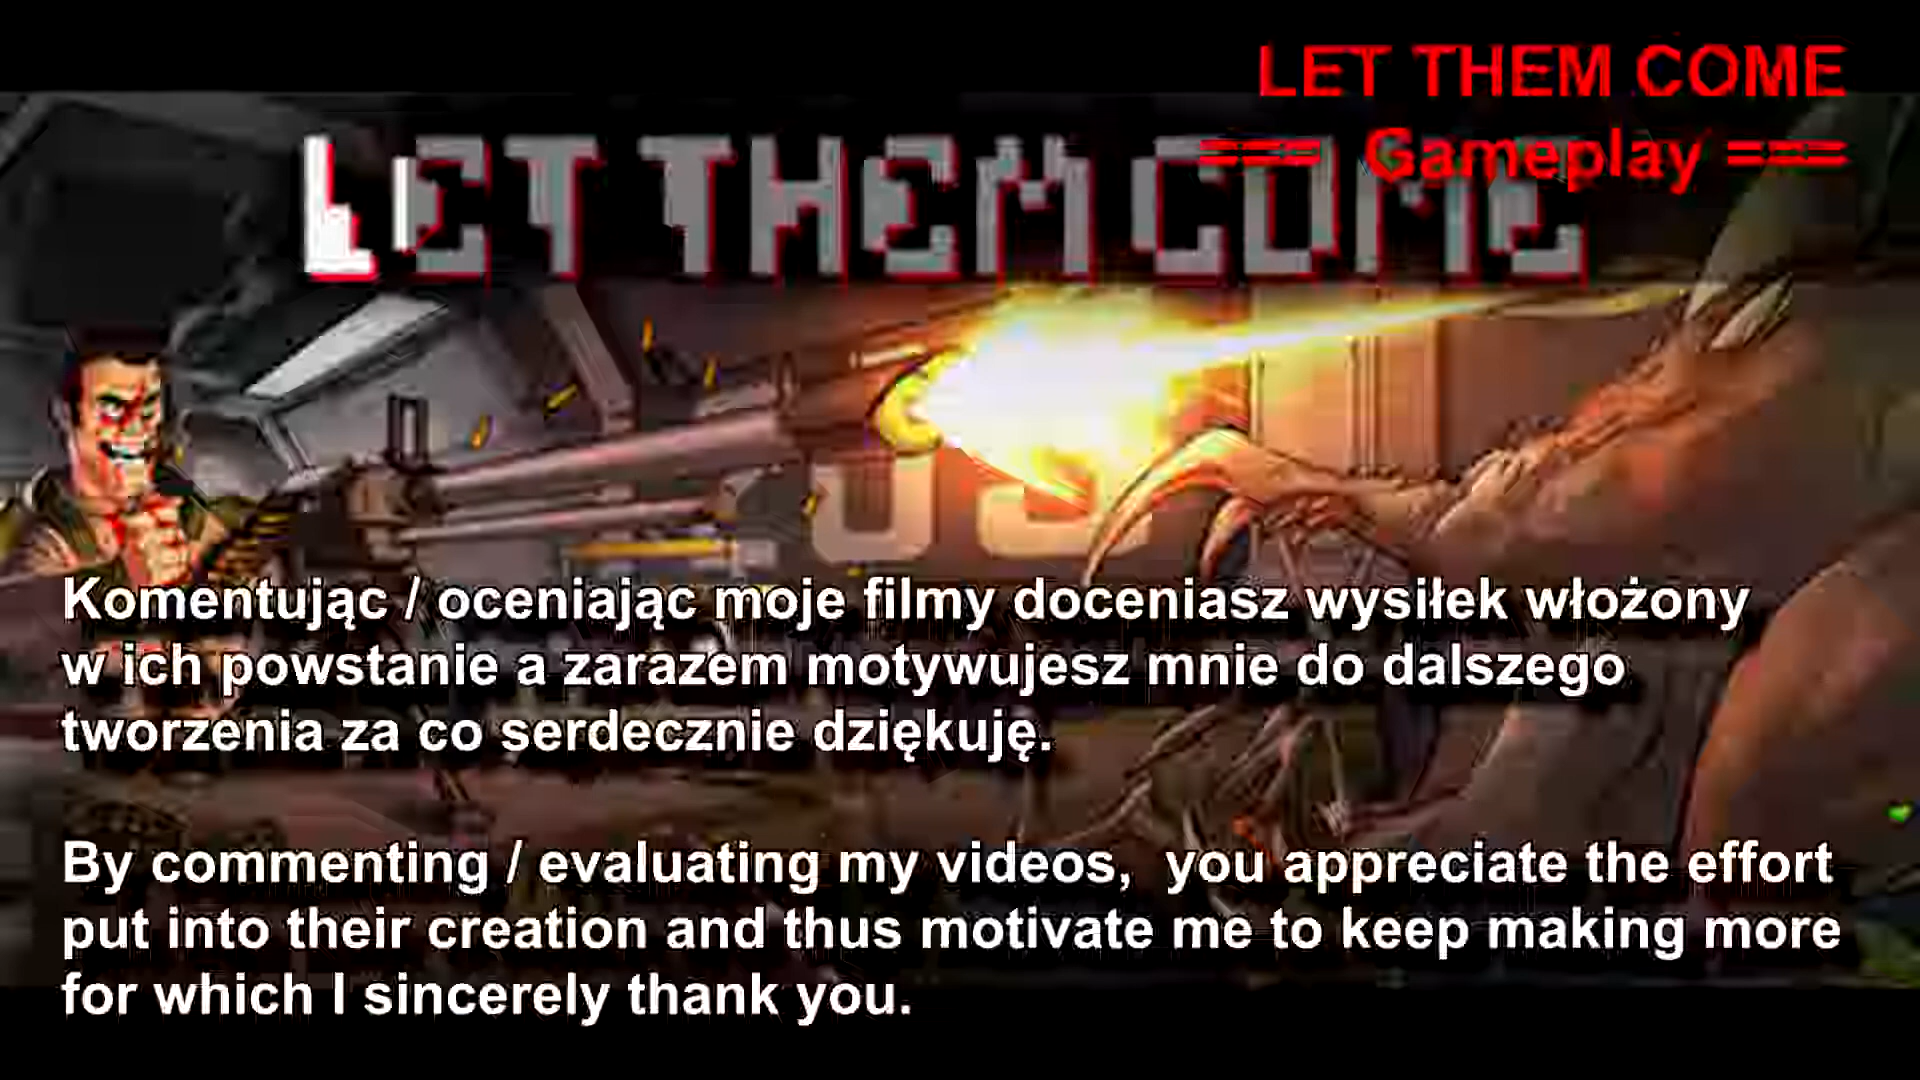 LET THEM COME
=== Gameplay ===
LET THEM COME
Komentując / oceniając moje filmy doceniasz wysiłek włożony
w ich powstanie a zarazem motywujesz mnie do dalszego
tworzenia za co serdecznie dziękuję.
By commenting / evaluating my videos,  you appreciate the effort
put into their creation and thus motivate me to keep making more
for which I sincerely thank you.